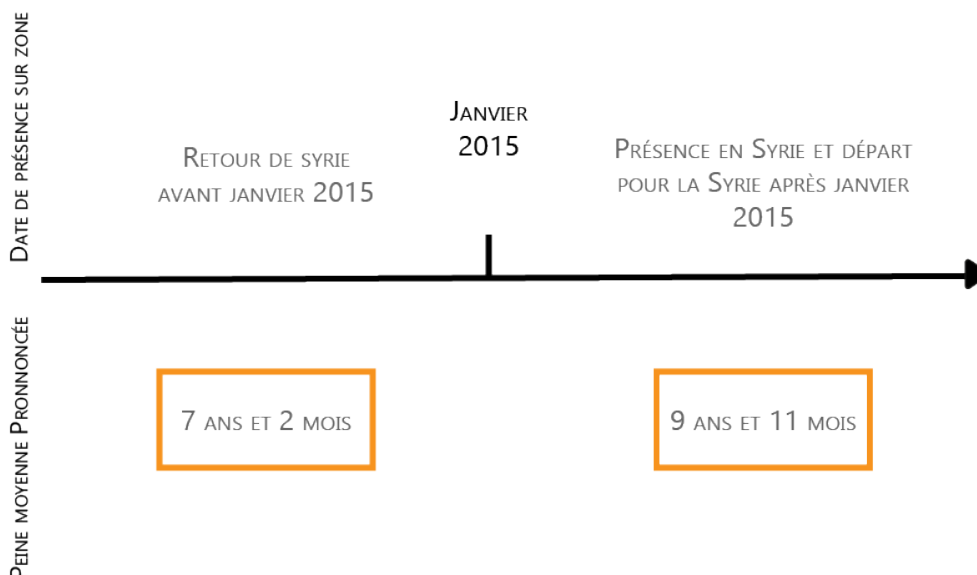 Date de présence sur zone
Janvier
2015
Retour de syrie
avant janvier 2015
Présence en Syrie et départ
pour la Syrie après janvier
2015
Peine moyenne Pronnoncée
7 ans et 2 mois
9 ans et 11 mois